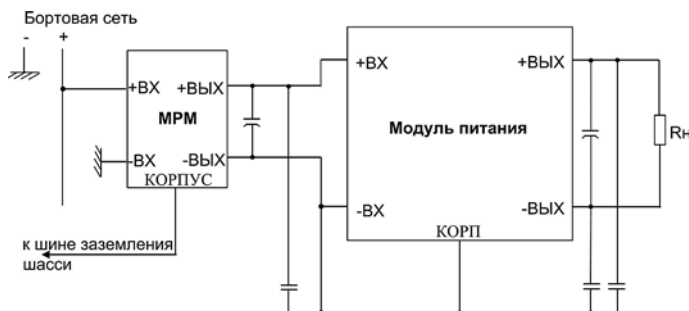 Бортовая сеть
- +
+ВХ +ВЫХ
МРМ
-ВХ -ВЫХ
КОРПУС
к шине заземления
шасси
+ВХ +ВЫХ
Модуль питания
-ВХ -ВЫХ
КОРП
Rн